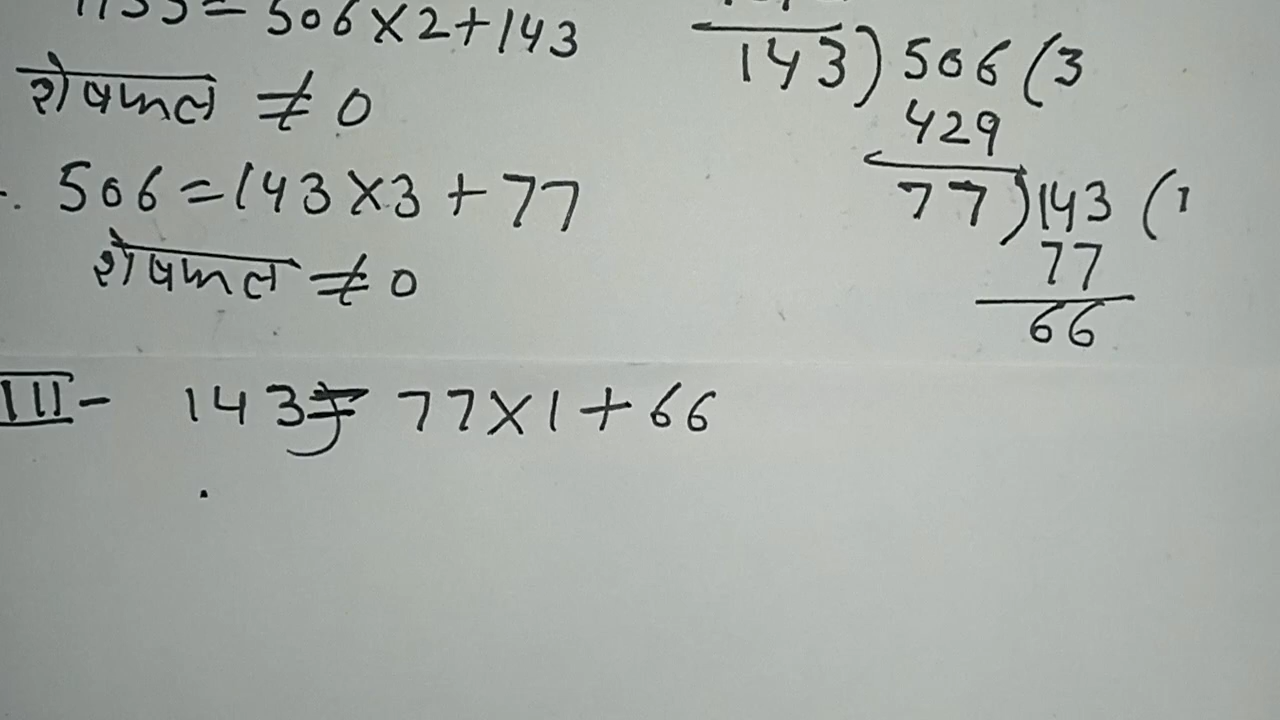 1155 = 506 × 2 + 143
शेषफल ≠ 0
506 = 143 × 3 + 77
शेषफल ≠ 0
III - 143 = 77 × 1 + 66
143 ) 506 ( 3
429
77 ) 143 ( 1
77
66